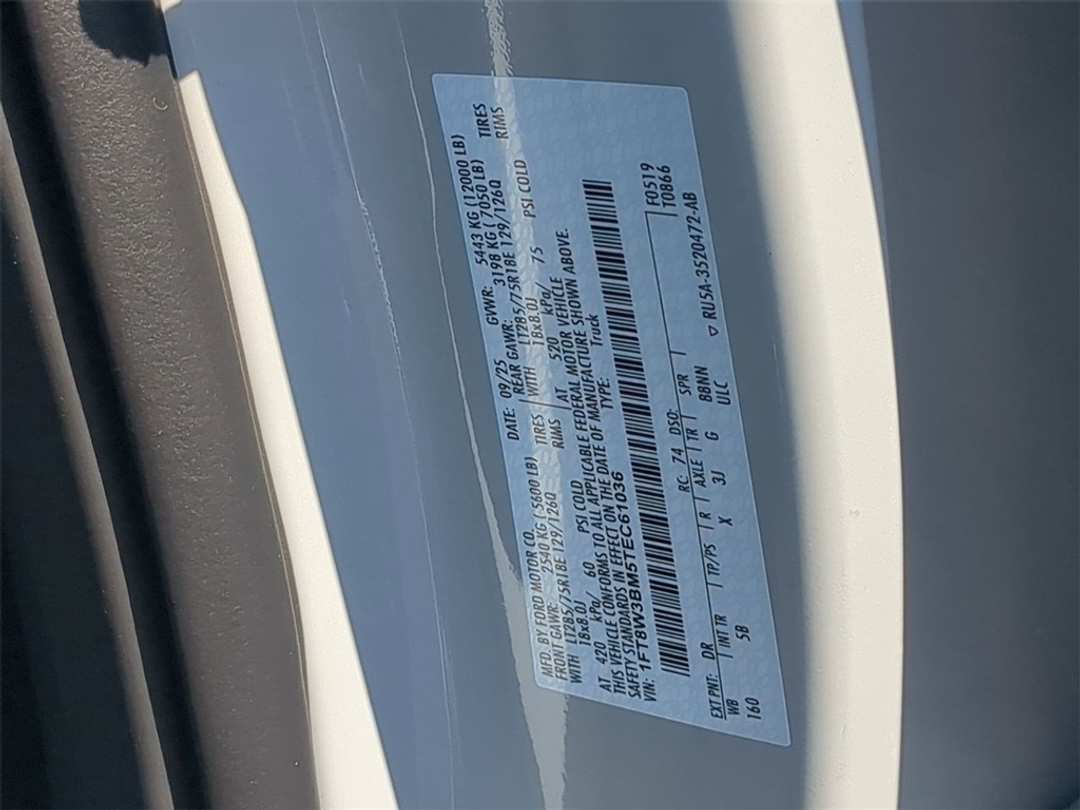 MFD. BY FORD MOTOR CO. DATE: 09/25 GVWR: 5443 KG (12000 LB)
FRONT GAWR: 2540 KG ( 5600 LB) REAR GAWR: 3198 KG ( 7050 LB)
WITH LT285/75R18E 129/126Q TIRES WITH LT285/75R18E 129/126Q TIRES
18x8.0J RIMS 18x8.0J RIMS
AT 420 kPa/ 60 PSI COLD AT 520 kPa/ 75 PSI COLD
THIS VEHICLE CONFORMS TO ALL APPLICABLE FEDERAL MOTOR VEHICLE
SAFETY STANDARDS IN EFFECT ON THE DATE OF MANUFACTURE SHOWN ABOVE.
VIN: 1FT8W3BM5TEC61036 TYPE: Truck
F0519
T0866
EXT PNT: DR RC: 74 DSO:
WB INT TR TP/PS R AXLE TR SPR
160 5B X 3J G 88NN
ULC ▽ RU5A-3520472-AB